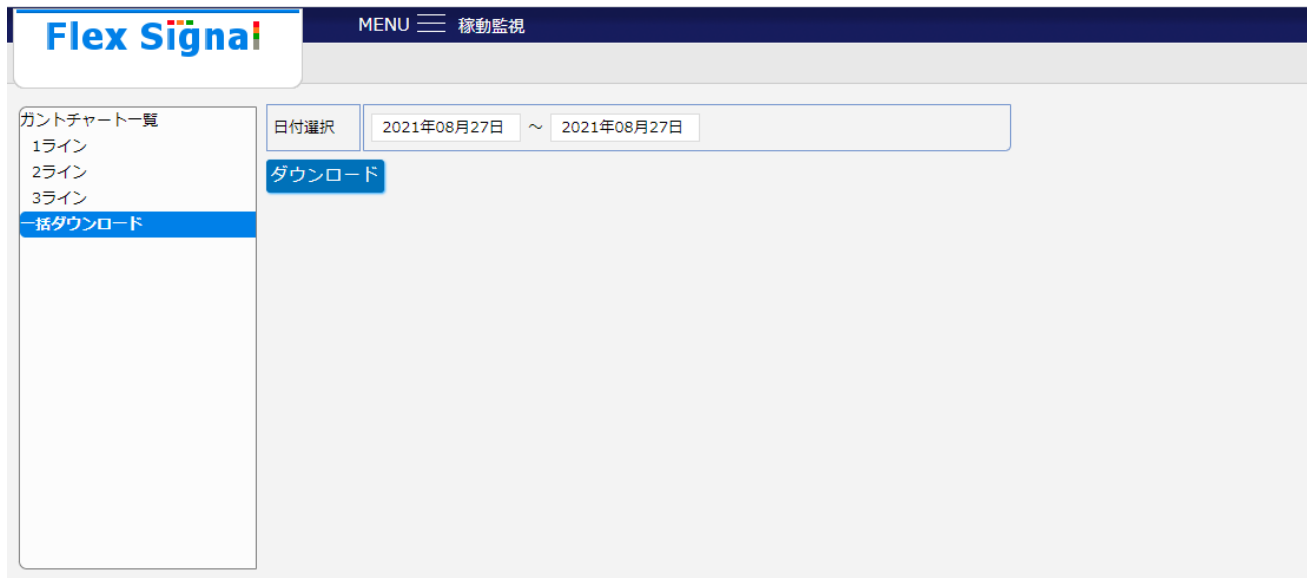 Flex Signal
MENU 稼動監視
ガントチャート一覧
1ライン
2ライン
3ライン
一括ダウンロード
日付選択 2021年08月27日 ～ 2021年08月27日
ダウンロード